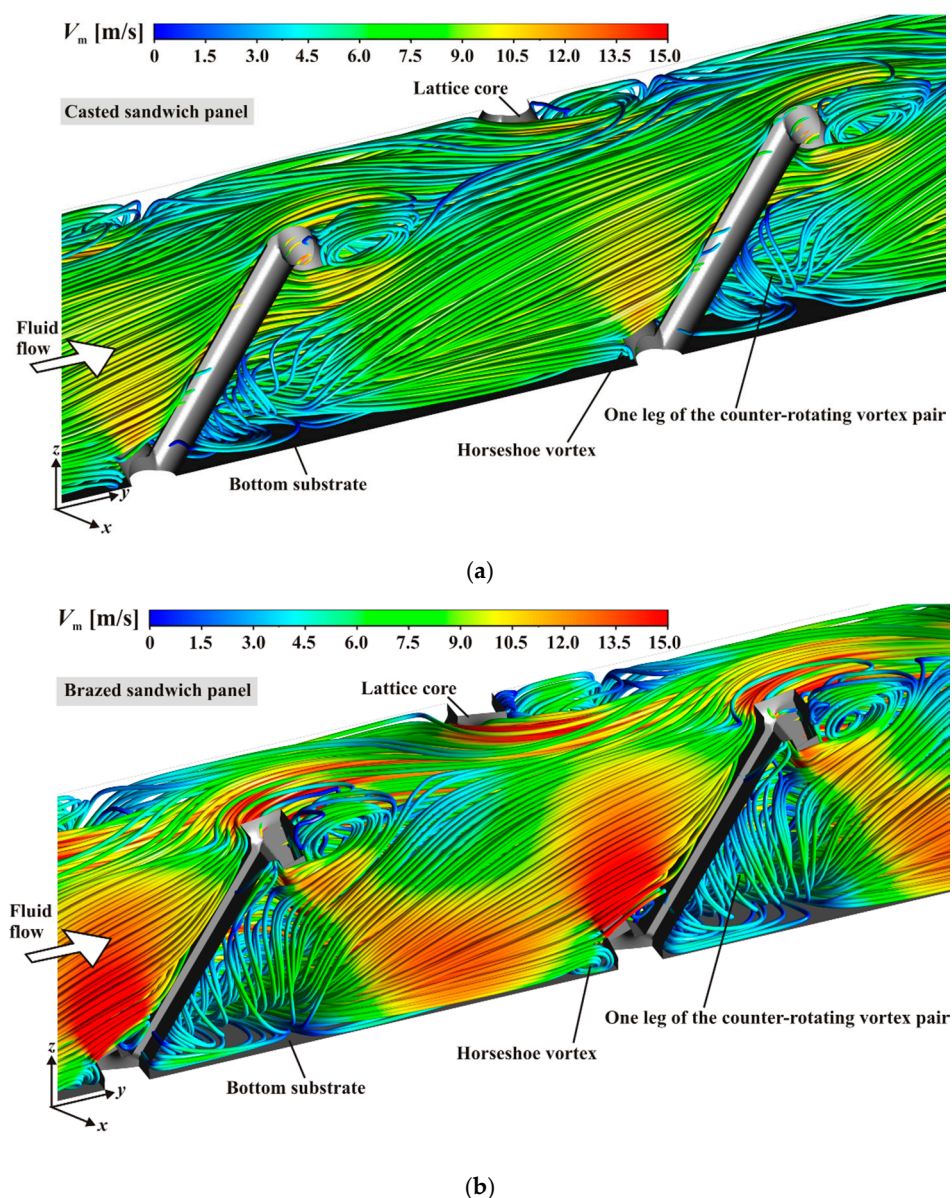 Vm [m/s]
0 1.5 3.0 4.5 6.0 7.5 9.0 10.5 12.0 13.5 15.0
Lattice core
Casted sandwich panel
Fluid
flow
One leg of the counter-rotating vortex pair
Horseshoe vortex
Bottom substrate
z
y
x
(a)
Vm [m/s]
0 1.5 3.0 4.5 6.0 7.5 9.0 10.5 12.0 13.5 15.0
Brazed sandwich panel
Lattice core
Fluid
flow
One leg of the counter-rotating vortex pair
Horseshoe vortex
Bottom substrate
z
y
x
(b)